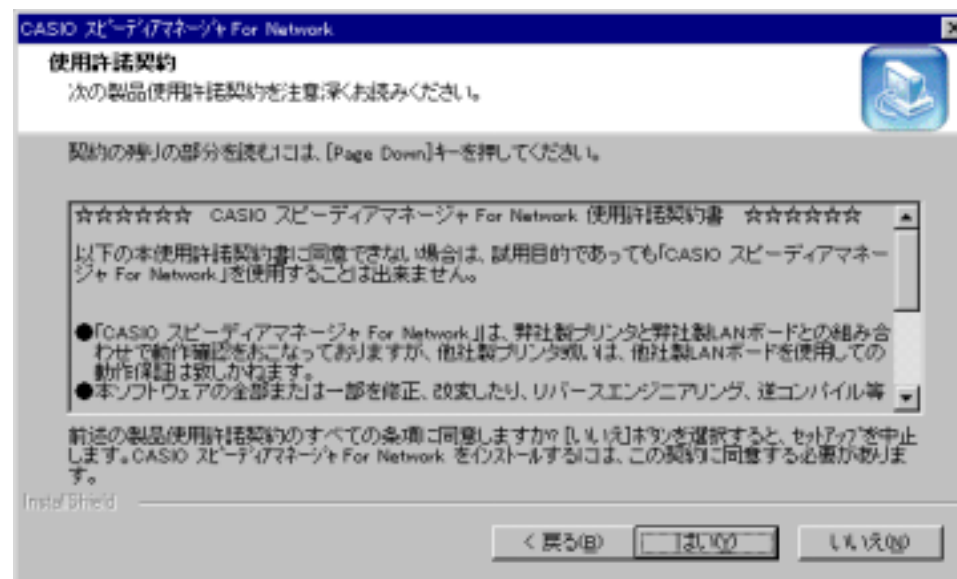 CASIO スピーディアマネージャ For Network
使用許諾契約
次の製品使用許諾契約を注意深くお読みください。
契約の残りの部分を読むには、[Page Down]キーを押してください。
☆☆☆☆☆☆ CASIO スピーディアマネージャ For Network 使用許諾契約書 ☆☆☆☆☆☆
以下の本使用許諾契約書に同意できない場合は、試用目的であっても「CASIO スピーディアマネー
ジャ For Network」を使用することは出来ません。
●「CASIO スピーディアマネージャ For Network」は、弊社製プリンタと弊社製LANボードとの組み合
わせで動作確認をおこなっておりますが、他社製プリンタ或いは、他社製LANボードを使用しての
動作保証は致しかねます。
●本ソフトウェアの全部または一部を修正、改変したり、リバースエンジニアリング、逆コンパイル等
前述の製品使用許諾契約のすべての条項に同意しますか? [いいえ]ボタンを選択すると、セットアップを中止
します。CASIO スピーディアマネージャ For Network をインストールするには、この契約に同意する必要がありま
す。
InstallShield
< 戻る(B)
はい(Y)
いいえ(N)